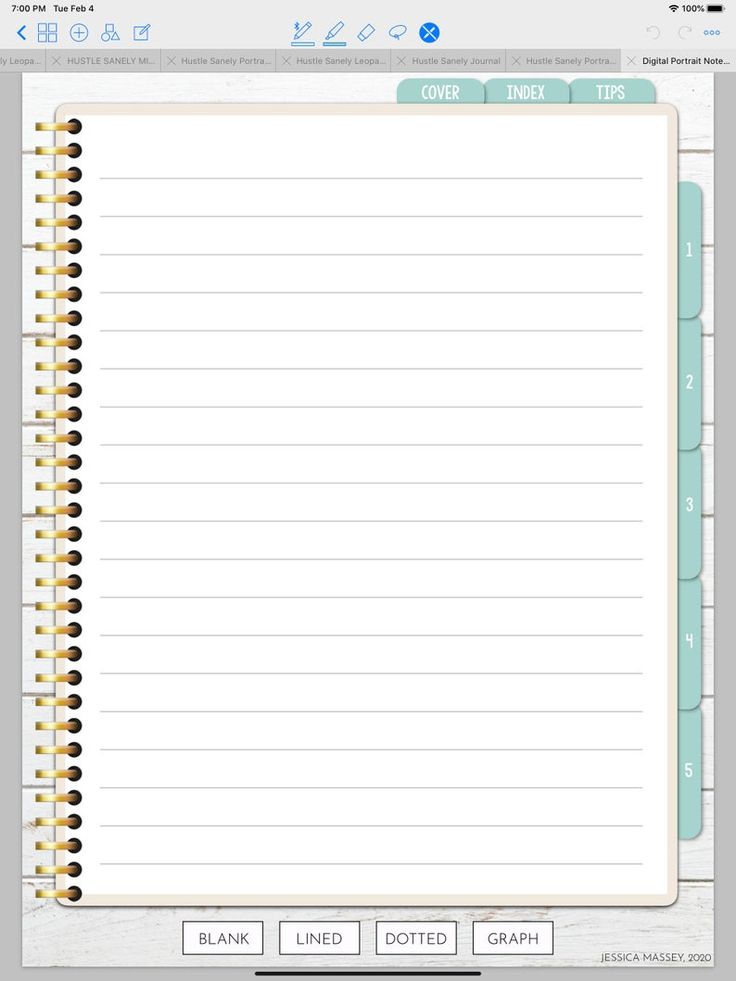 7:00 PM Tue Feb 4 100%
ly Leopa... HUSTLE SANELY MI... Hustle Sanely Portra... Hustle Sanely Leopa... Hustle Sanely Journal Hustle Sanely Portra... Digital Portrait Note...
COVER INDEX TIPS
1
2
3
4
5
BLANK LINED DOTTED GRAPH
JESSICA MASSEY, 2020